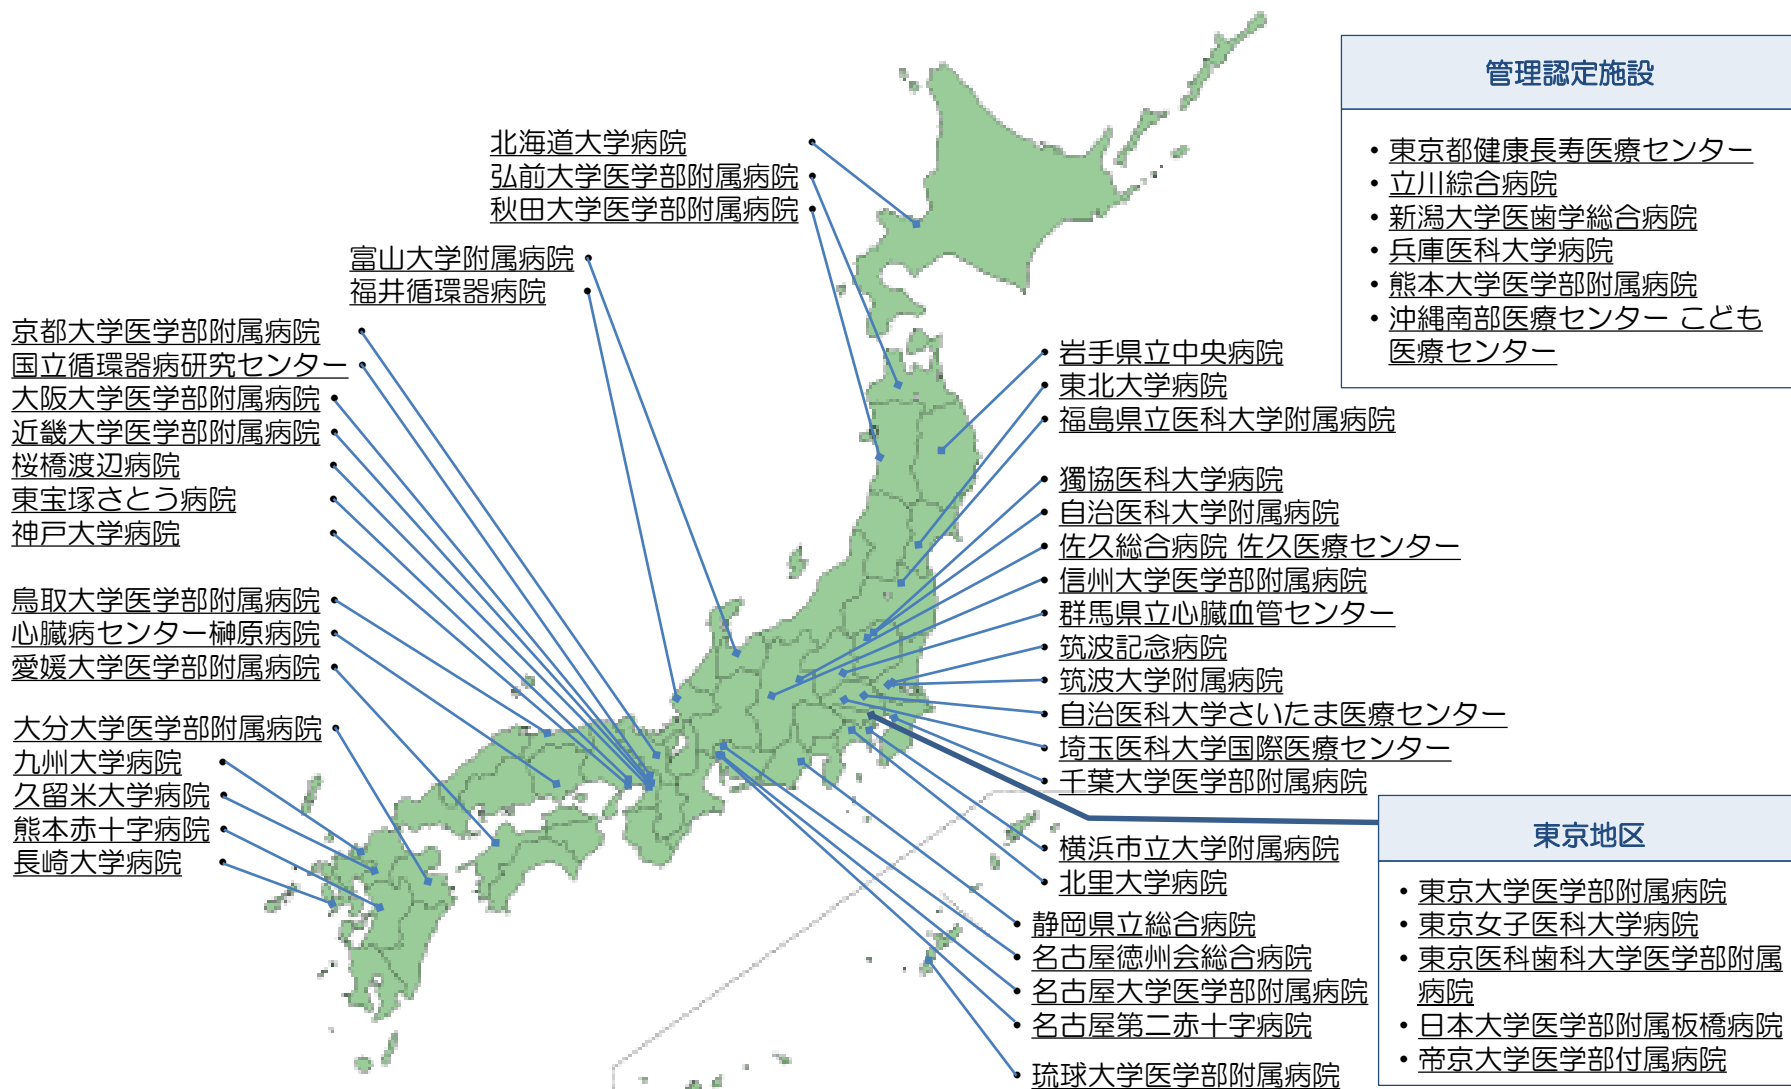 管理認定施設
• 東京都健康長寿医療センター
• 立川綜合病院
• 新潟大学医歯学総合病院
• 兵庫医科大学病院
• 熊本大学医学部附属病院
• 沖縄南部医療センター こども
医療センター
北海道大学病院
弘前大学医学部附属病院
秋田大学医学部附属病院
富山大学附属病院
福井循環器病院
京都大学医学部附属病院
国立循環器病研究センター
大阪大学医学部附属病院
近畿大学医学部附属病院
桜橋渡辺病院
東宝塚さとう病院
神戸大学病院
鳥取大学医学部附属病院
心臓病センター榊原病院
愛媛大学医学部附属病院
大分大学医学部附属病院
九州大学病院
久留米大学病院
熊本赤十字病院
長崎大学病院
岩手県立中央病院
東北大学病院
福島県立医科大学附属病院
獨協医科大学病院
自治医科大学附属病院
佐久総合病院 佐久医療センター
信州大学医学部附属病院
群馬県立心臓血管センター
筑波記念病院
筑波大学附属病院
自治医科大学さいたま医療センター
埼玉医科大学国際医療センター
千葉大学医学部附属病院
横浜市立大学附属病院
北里大学病院
静岡県立総合病院
名古屋徳州会総合病院
名古屋大学医学部附属病院
名古屋第二赤十字病院
琉球大学医学部附属病院
東京地区
• 東京大学医学部附属病院
• 東京女子医科大学病院
• 東京医科歯科大学医学部附属
病院
• 日本大学医学部附属板橋病院
• 帝京大学医学部付属病院